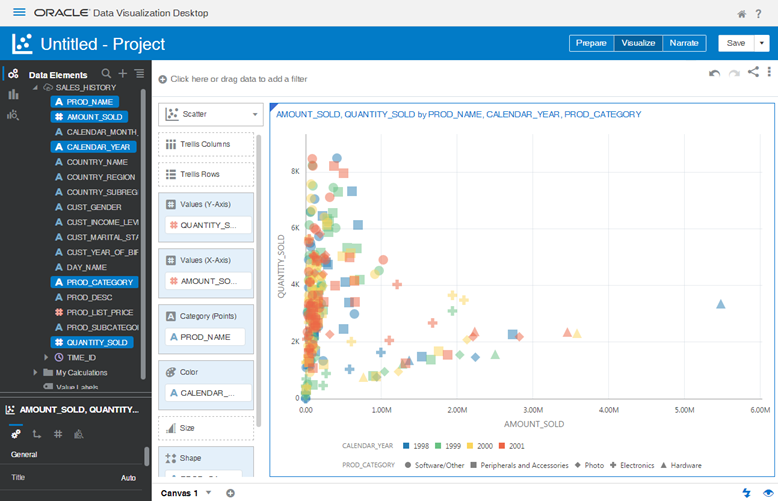 ORACLE Data Visualization Desktop
Untitled - Project
Prepare Visualize Narrate Save
Data Elements
SALES_HISTORY
PROD_NAME
AMOUNT_SOLD
CALENDAR_MONTH_
CALENDAR_YEAR
COUNTRY_NAME
COUNTRY_REGION
COUNTRY_SUBREG
CUST_GENDER
CUST_INCOME_LEV
CUST_MARITAL_STA
CUST_YEAR_OF_BIR
DAY_NAME
PROD_CATEGORY
PROD_DESC
PROD_LIST_PRICE
PROD_SUBCATEGO
QUANTITY_SOLD
TIME_ID
My Calculations
Value Labels
AMOUNT_SOLD, QUANTITY...
General
Title Auto
Click here or drag data to add a filter
Scatter
Trellis Columns
Trellis Rows
Values (Y-Axis)
QUANTITY_S...
Values (X-Axis)
AMOUNT_SO...
Category (Points)
PROD_NAME
Color
CALENDAR_...
Size
Shape
AMOUNT_SOLD, QUANTITY_SOLD by PROD_NAME, CALENDAR_YEAR, PROD_CATEGORY
QUANTITY_SOLD
8K
6K
4K
2K
0
0.00 1.00M 2.00M 3.00M 4.00M 5.00M 6.00M
AMOUNT_SOLD
CALENDAR_YEAR 1998 1999 2000 2001
PROD_CATEGORY Software/Other Peripherals and Accessories Photo Electronics Hardware
Canvas 1